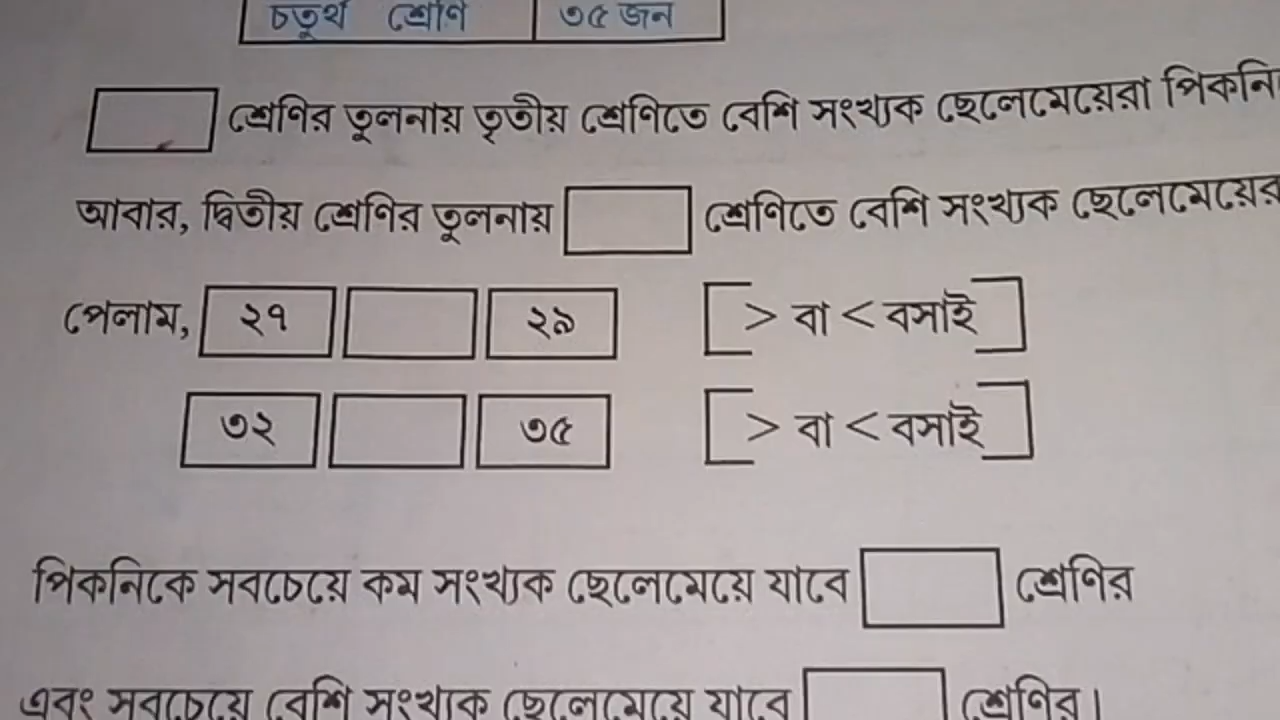 চতুর্থ শ্রেণি ৩৫ জন
শ্রেণির তুলনায় তৃতীয় শ্রেণিতে বেশি সংখ্যক ছেলেমেয়েরা
আবার, দ্বিতীয় শ্রেণির তুলনায় শ্রেণিতে বেশি সংখ্যক
পেলাম, ২৭ ২৯ [ > বা < বসাই ]
৩২ ৩৫ [ > বা < বসাই ]
পিকনিকে সবচেয়ে কম সংখ্যক ছেলেমেয়ে যাবে শ্রেণির
এবং সবচেয়ে বেশি সংখ্যক ছেলেমেয়ে যাবে শ্রেণির।